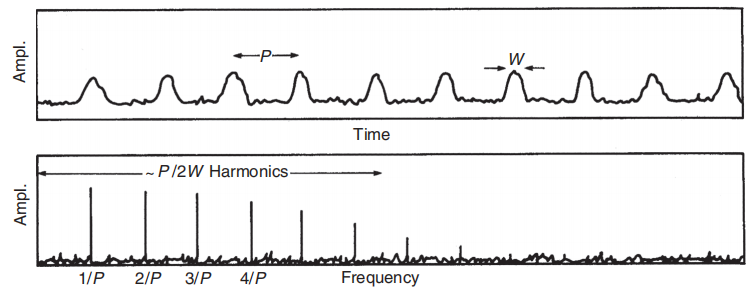 Ampl.
P
W
Time
Ampl.
~ P/2W Harmonics
1/P 2/P 3/P 4/P Frequency